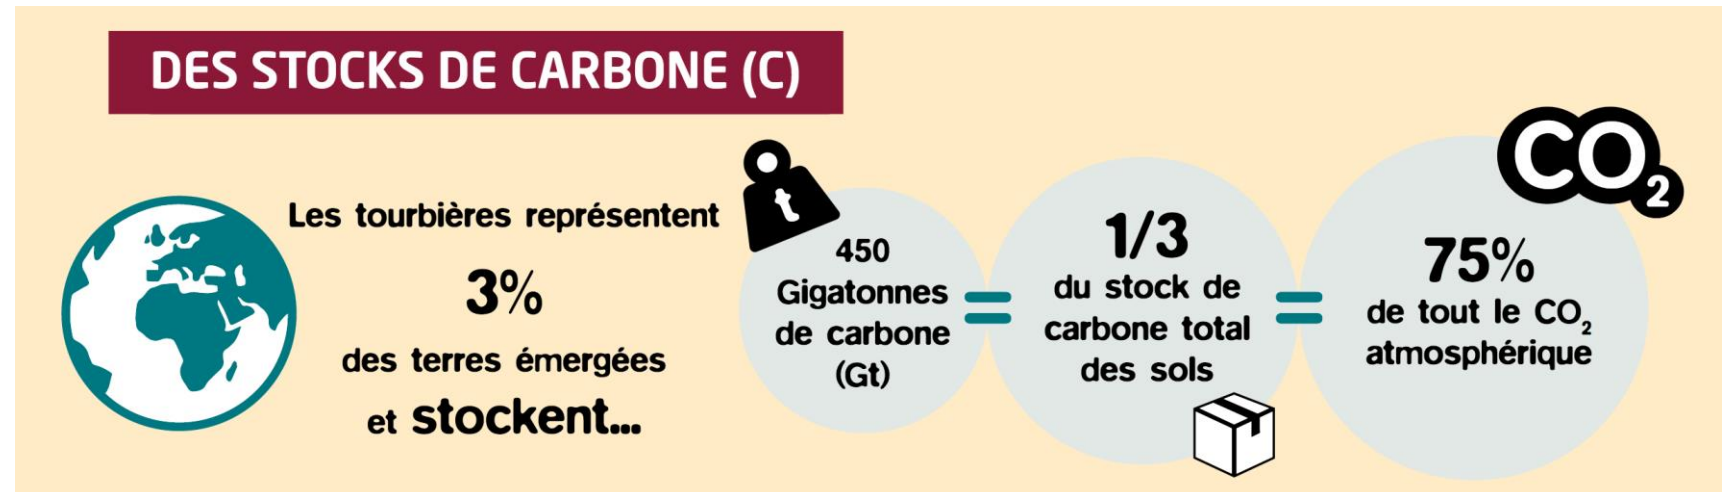 DES STOCKS DE CARBONE (C)
Les tourbières représentent
3%
des terres émergées
et stockent...
t
450
Gigatonnes
de carbone
(Gt)
=
1/3
du stock de
carbone total
des sols
=
CO₂
75%
de tout le CO₂
atmosphérique